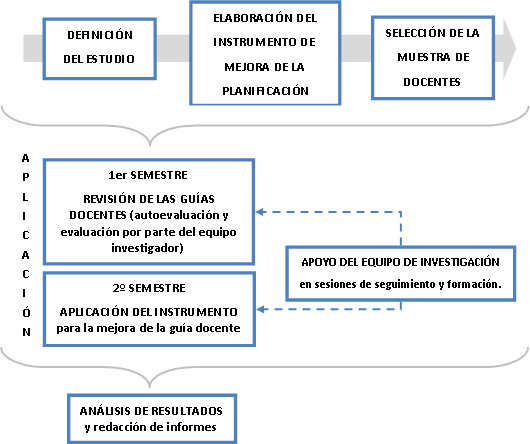 DEFINICIÓN
DEL ESTUDIO
ELABORACIÓN DEL
INSTRUMENTO DE
MEJORA DE LA
PLANIFICACIÓN
SELECCIÓN DE LA
MUESTRA DE
DOCENTES
A
P
L
I
C
A
C
I
Ó
N
1er SEMESTRE
REVISIÓN DE LAS GUÍAS
DOCENTES (autoevaluación y
evaluación por parte del equipo
investigador)
2º SEMESTRE
APLICACIÓN DEL INSTRUMENTO
para la mejora de la guía docente
APOYO DEL EQUIPO DE INVESTIGACIÓN
en sesiones de seguimiento y formación.
ANÁLISIS DE RESULTADOS
y redacción de informes